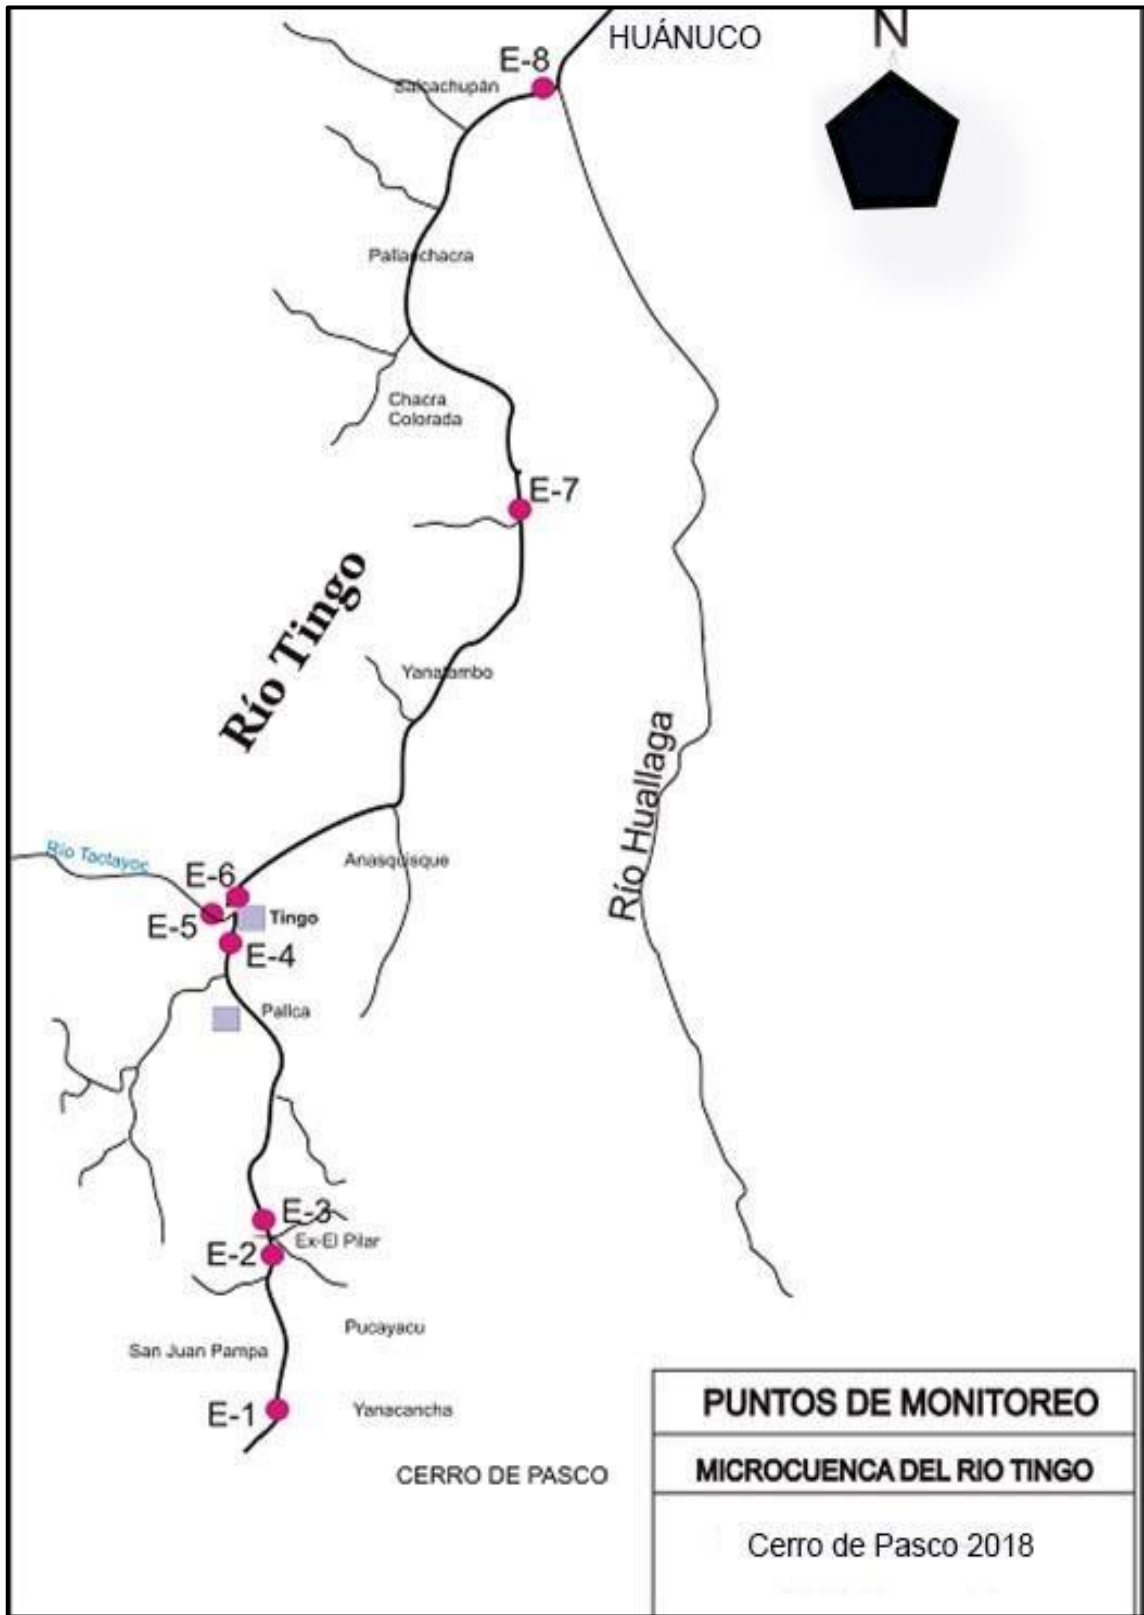 N
HUÁNUCO
E-8
Salcachupán
Pallanchacra
Chacra
Colorada
E-7
Río Tingo
Yanatambo
Río Huallaga
Río Tactayoc
Anasquisque
E-6
E-5
Tingo
E-4
Pallca
E-3
Ex-El Pilar
E-2
Pucayacu
San Juan Pampa
E-1
Yanacancha
CERRO DE PASCO
PUNTOS DE MONITOREO
MICROCUENCA DEL RIO TINGO
Cerro de Pasco 2018